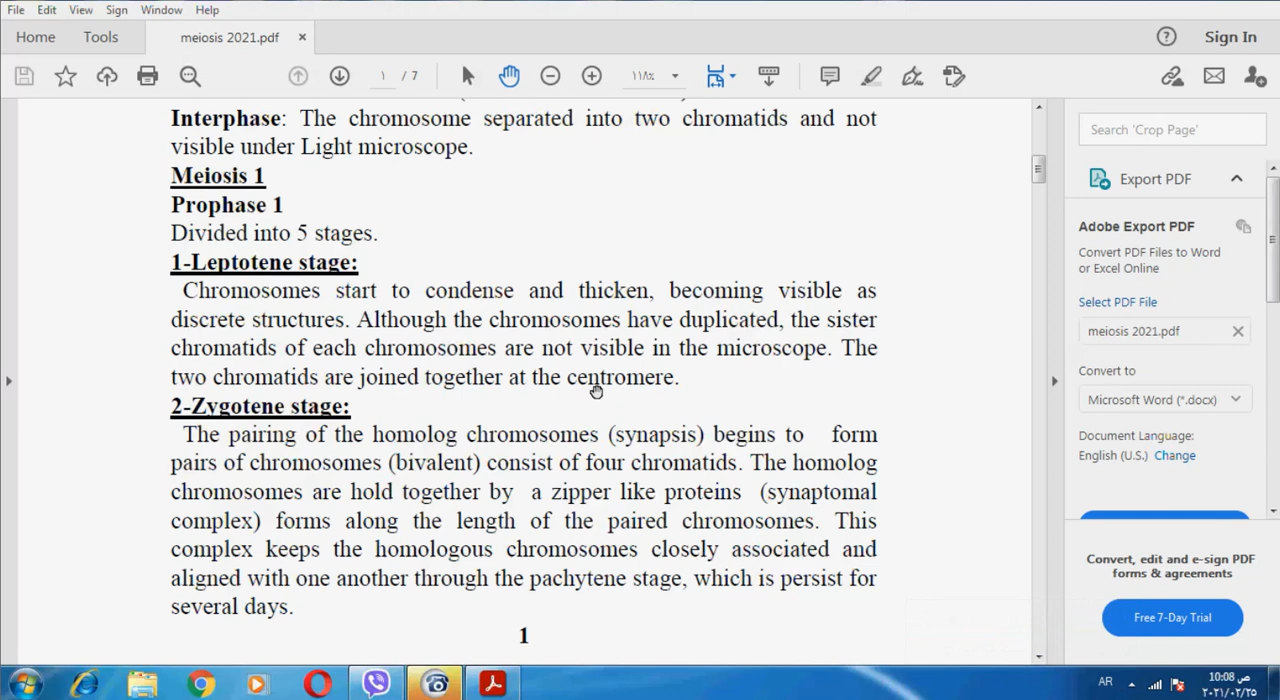 File Edit View Sign Window Help
Home Tools meiosis 2021.pdf × Sign In
١ / 7 ١١٨٪
Interphase: The chromosome separated into two chromatids and not
visible under Light microscope.
Meiosis 1
Prophase 1
Divided into 5 stages.
1-Leptotene stage:
Chromosomes start to condense and thicken, becoming visible as
discrete structures. Although the chromosomes have duplicated, the sister
chromatids of each chromosomes are not visible in the microscope. The
two chromatids are joined together at the centromere.
2-Zygotene stage:
The pairing of the homolog chromosomes (synapsis) begins to form
pairs of chromosomes (bivalent) consist of four chromatids. The homolog
chromosomes are hold together by a zipper like proteins (synaptomal
complex) forms along the length of the paired chromosomes. This
complex keeps the homologous chromosomes closely associated and
aligned with one another through the pachytene stage, which is persist for
several days.
1
Search 'Crop Page'
Export PDF
Adobe Export PDF
Convert PDF Files to Word
or Excel Online
Select PDF File
meiosis 2021.pdf
Convert to
Microsoft Word (*.docx)
Document Language:
English (U.S.) Change
Convert, edit and e-sign PDF
forms & agreements
Free 7-Day Trial
AR
10:08 ص
٢٠٢١/٠٣/٢٥